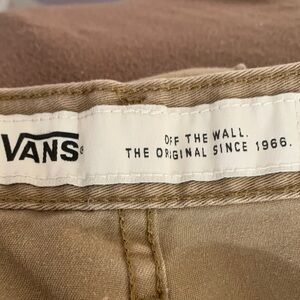 VANS
OFF THE WALL.
THE ORIGINAL SINCE 1966.